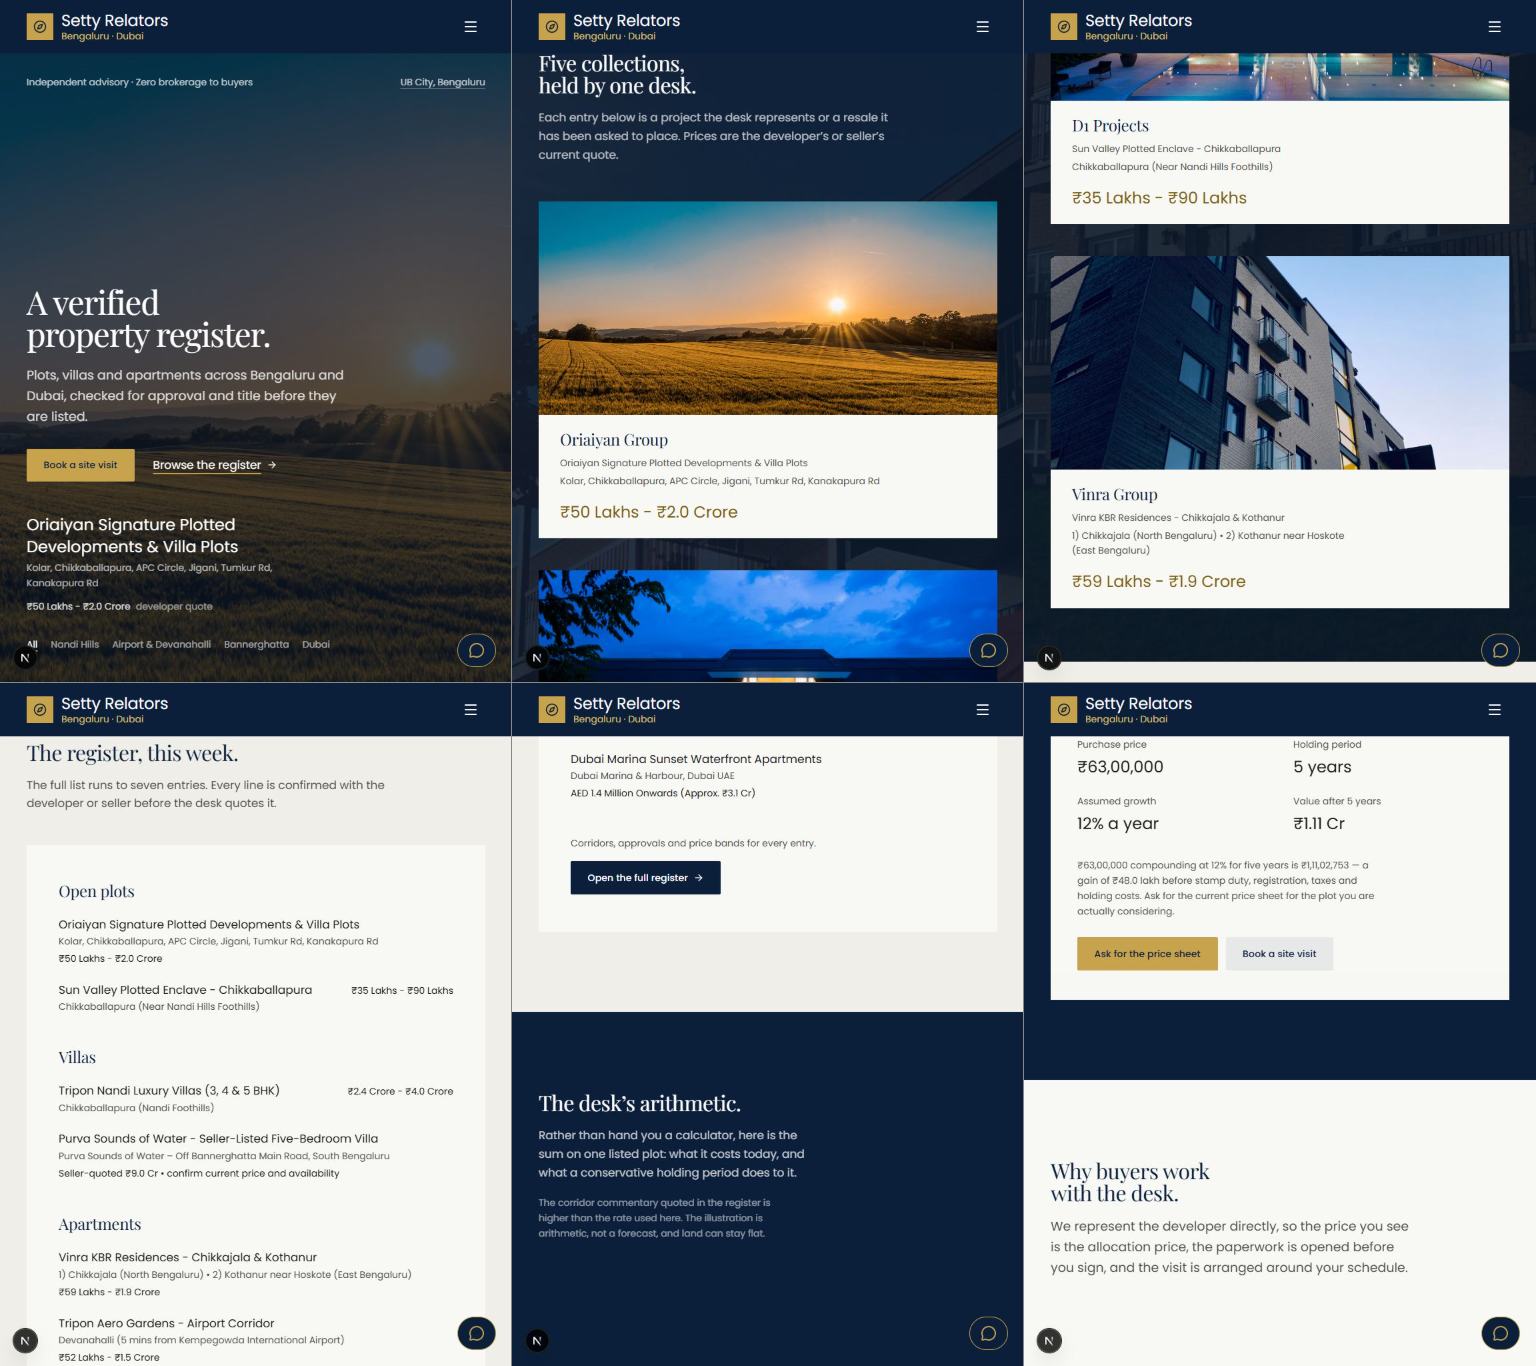 Setty Relators
Bengaluru · Dubai
Independent advisory · Zero brokerage to buyers
UB City, Bengaluru
A verified
property register.
Plots, villas and apartments across Bengaluru and
Dubai, checked for approval and title before they
are listed.
Book a site visit
Browse the register →
Oriaiyan Signature Plotted
Developments & Villa Plots
Kolar, Chikkaballapura, APC Circle, Jigani, Tumkur Rd,
Kanakapura Rd
₹50 Lakhs - ₹2.0 Crore developer quote
All Nandi Hills Airport & Devanahalli Bannerghatta Dubai
N
Setty Relators
Bengaluru · Dubai
Five collections,
held by one desk.
Each entry below is a project the desk represents or a resale it
has been asked to place. Prices are the developer’s or seller’s
current quote.
Oriaiyan Group
Oriaiyan Signature Plotted Developments & Villa Plots
Kolar, Chikkaballapura, APC Circle, Jigani, Tumkur Rd, Kanakapura Rd
₹50 Lakhs - ₹2.0 Crore
N
Setty Relators
Bengaluru · Dubai
D1 Projects
Sun Valley Plotted Enclave - Chikkaballapura
Chikkaballapura (Near Nandi Hills Foothills)
₹35 Lakhs - ₹90 Lakhs
Vinra Group
Vinra KBR Residences - Chikkajala & Kothanur
1) Chikkajala (North Bengaluru) • 2) Kothanur near Hoskote
(East Bengaluru)
₹59 Lakhs - ₹1.9 Crore
N
Setty Relators
Bengaluru · Dubai
The register, this week.
The full list runs to seven entries. Every line is confirmed with the
developer or seller before the desk quotes it.
Open plots
Oriaiyan Signature Plotted Developments & Villa Plots
Kolar, Chikkaballapura, APC Circle, Jigani, Tumkur Rd, Kanakapura Rd
₹50 Lakhs - ₹2.0 Crore
Sun Valley Plotted Enclave - Chikkaballapura
₹35 Lakhs - ₹90 Lakhs
Chikkaballapura (Near Nandi Hills Foothills)
Villas
Tripon Nandi Luxury Villas (3, 4 & 5 BHK)
₹2.4 Crore - ₹4.0 Crore
Chikkaballapura (Nandi Foothills)
Purva Sounds of Water - Seller-Listed Five-Bedroom Villa
Purva Sounds of Water – Off Bannerghatta Main Road, South Bengaluru
Seller-quoted ₹9.0 Cr • confirm current price and availability
Apartments
Vinra KBR Residences - Chikkajala & Kothanur
1) Chikkajala (North Bengaluru) • 2) Kothanur near Hoskote (East Bengaluru)
₹59 Lakhs - ₹1.9 Crore
Tripon Aero Gardens - Airport Corridor
Devanahalli (5 mins from Kempegowda International Airport)
₹52 Lakhs - ₹1.5 Crore
N
Setty Relators
Bengaluru · Dubai
Dubai Marina Sunset Waterfront Apartments
Dubai Marina & Harbour, Dubai UAE
AED 1.4 Million Onwards (Approx. ₹3.1 Cr)
Corridors, approvals and price bands for every entry.
Open the full register →
The desk’s arithmetic.
Rather than hand you a calculator, here is the
sum on one listed plot: what it costs today, and
what a conservative holding period does to it.
The corridor commentary quoted in the register is
higher than the rate used here. The illustration is
arithmetic, not a forecast, and land can stay flat.
N
Setty Relators
Bengaluru · Dubai
Purchase price
Holding period
₹63,00,000
5 years
Assumed growth
Value after 5 years
12% a year
₹1.11 Cr
₹63,00,000 compounding at 12% for five years is ₹1,11,02,753 — a
gain of ₹48.0 lakh before stamp duty, registration, taxes and
holding costs. Ask for the current price sheet for the plot you are
actually considering.
Ask for the price sheet
Book a site visit
Why buyers work
with the desk.
We represent the developer directly, so the price you see
is the allocation price, the paperwork is opened before
you sign, and the visit is arranged around your schedule.
N